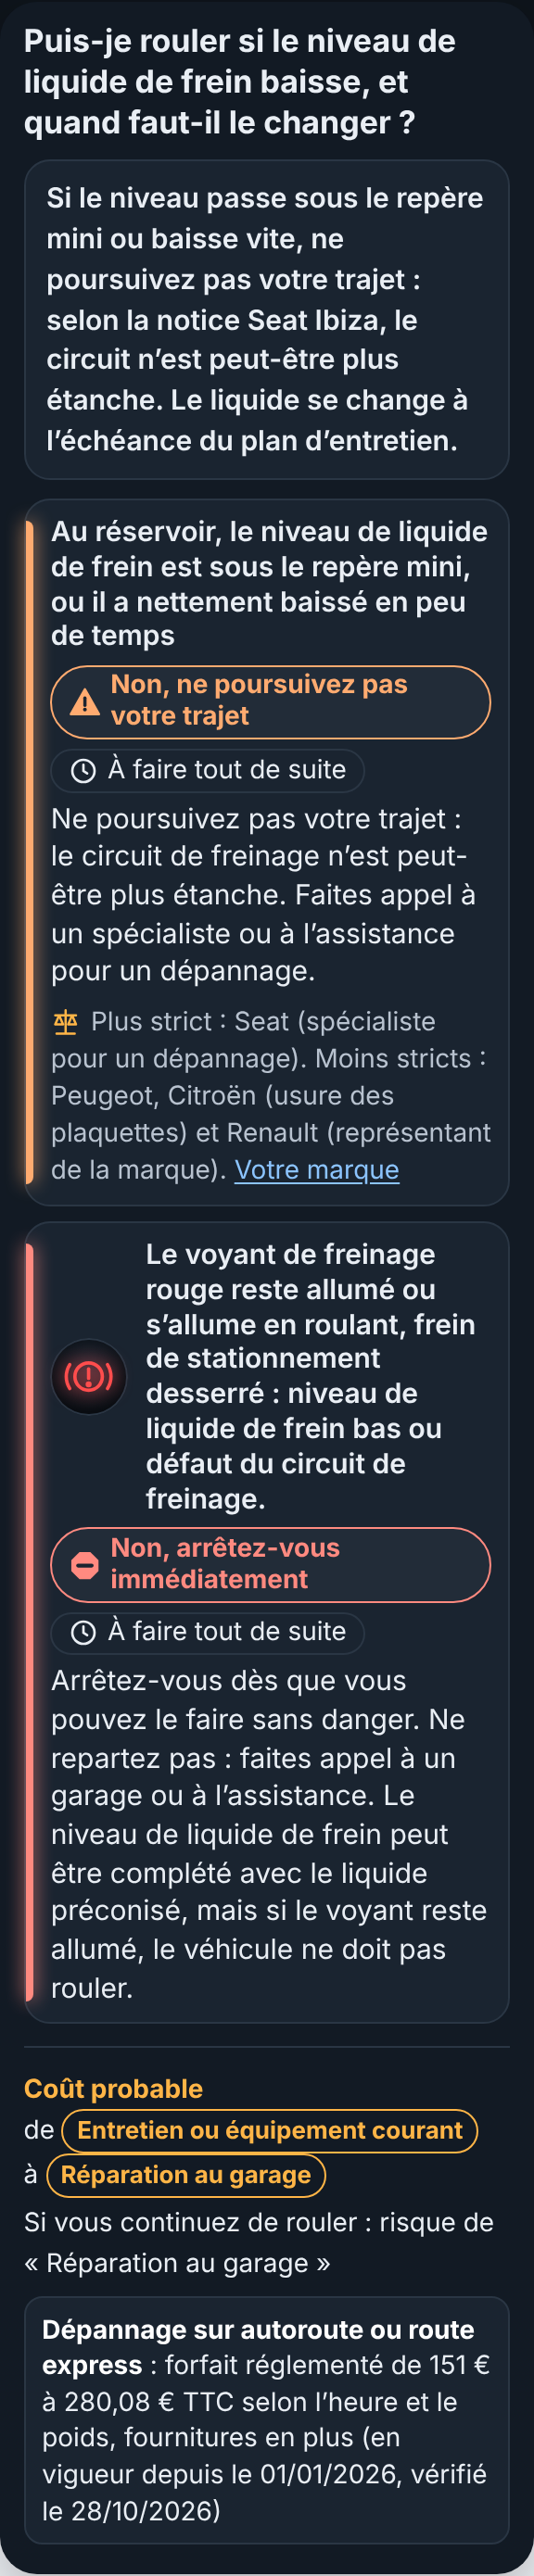 Puis-je rouler si le niveau de
liquide de frein baisse, et
quand faut-il le changer ?
Si le niveau passe sous le repère
mini ou baisse vite, ne
poursuivez pas votre trajet :
selon la notice Seat Ibiza, le
circuit n’est peut-être plus
étanche. Le liquide se change à
l’échéance du plan d’entretien.
Au réservoir, le niveau de liquide
de frein est sous le repère mini,
ou il a nettement baissé en peu
de temps
Non, ne poursuivez pas
votre trajet
À faire tout de suite
Ne poursuivez pas votre trajet :
le circuit de freinage n’est peut-
être plus étanche. Faites appel à
un spécialiste ou à l’assistance
pour un dépannage.
Plus strict : Seat (spécialiste
pour un dépannage). Moins stricts :
Peugeot, Citroën (usure des
plaquettes) et Renault (représentant
de la marque). Votre marque
Le voyant de freinage
rouge reste allumé ou
s’allume en roulant, frein
de stationnement
desserré : niveau de
liquide de frein bas ou
défaut du circuit de
freinage.
Non, arrêtez-vous
immédiatement
À faire tout de suite
Arrêtez-vous dès que vous
pouvez le faire sans danger. Ne
repartez pas : faites appel à un
garage ou à l’assistance. Le
niveau de liquide de frein peut
être complété avec le liquide
préconisé, mais si le voyant reste
allumé, le véhicule ne doit pas
rouler.
Coût probable
de Entretien ou équipement courant
à Réparation au garage
Si vous continuez de rouler : risque de
« Réparation au garage »
Dépannage sur autoroute ou route
express : forfait réglementé de 151 €
à 280,08 € TTC selon l’heure et le
poids, fournitures en plus (en
vigueur depuis le 01/01/2026, vérifié
le 28/10/2026)